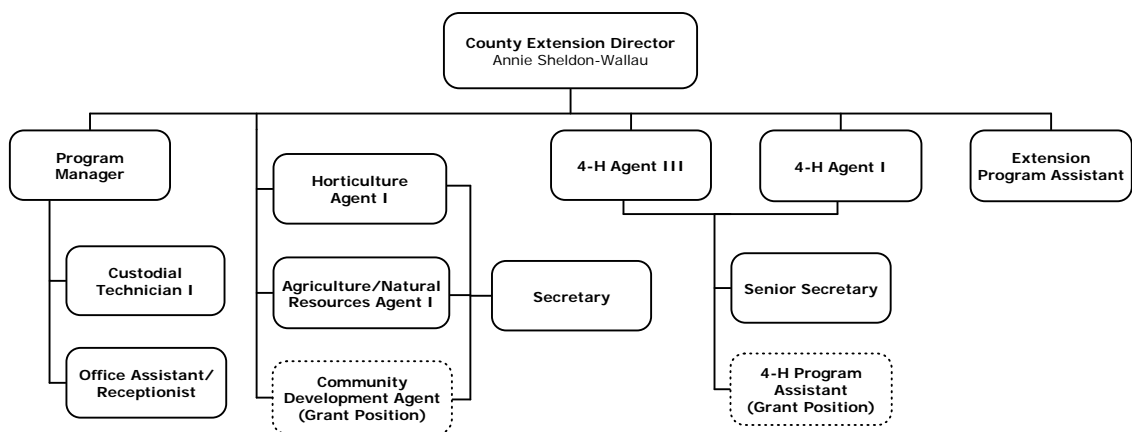 County Extension Director
Annie Sheldon-Wallau
Program
Manager
Horticulture
Agent I
4-H Agent III
4-H Agent I
Extension
Program Assistant
Custodial
Technician I
Agriculture/Natural
Resources Agent I
Secretary
Senior Secretary
Office Assistant/
Receptionist
Community
Development Agent
(Grant Position)
4-H Program
Assistant
(Grant Position)